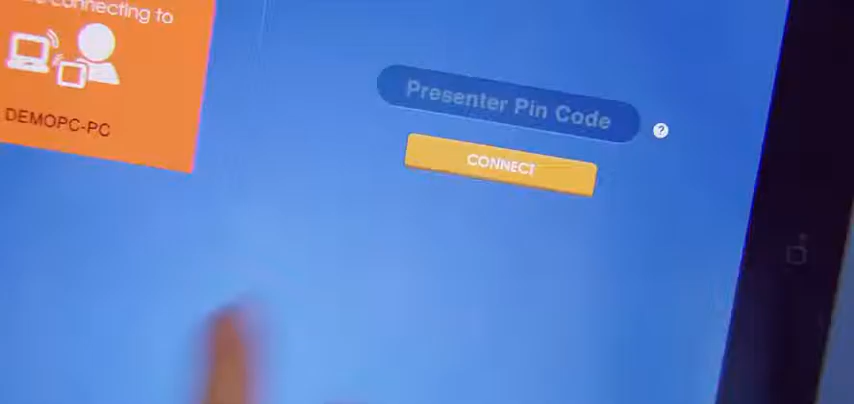 connecting to
DEMOPC-PC
Presenter Pin Code
?
CONNECT